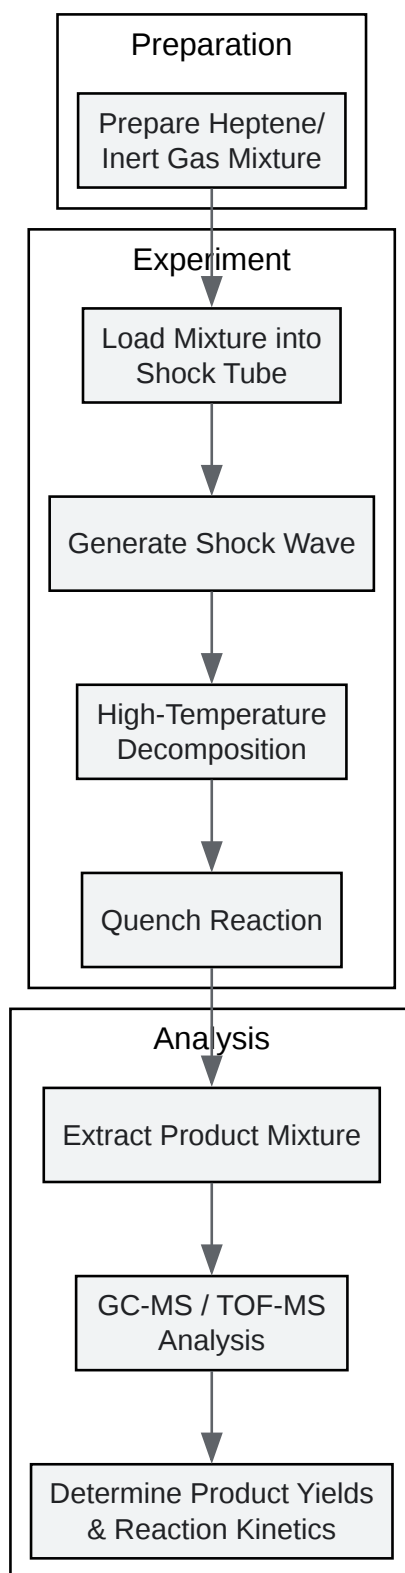 Preparation
Prepare Heptene/
Inert Gas Mixture
Experiment
Load Mixture into
Shock Tube
Generate Shock Wave
High-Temperature
Decomposition
Quench Reaction
Analysis
Extract Product Mixture
GC-MS / TOF-MS
Analysis
Determine Product Yields
& Reaction Kinetics